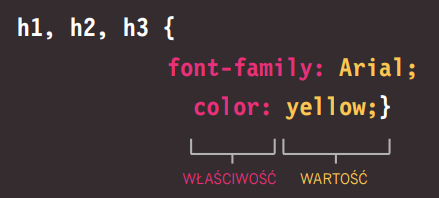 h1, h2, h3 {
font-family: Arial;
color: yellow;}
WŁAŚCIWOŚĆ WARTOŚĆ